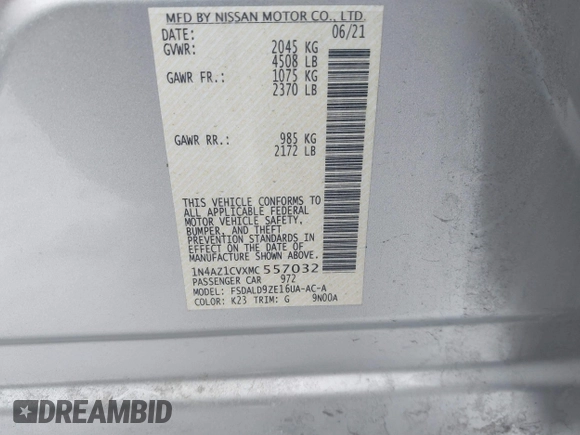 MFD BY NISSAN MOTOR CO., LTD.
DATE: 06/21
GVWR: 2045 KG
4508 LB
GAWR FR.: 1075 KG
2370 LB
GAWR RR.: 985 KG
2172 LB
THIS VEHICLE CONFORMS TO
ALL APPLICABLE FEDERAL
MOTOR VEHICLE SAFETY,
BUMPER, AND THEFT
PREVENTION STANDARDS IN
EFFECT ON THE DATE OF
MANUFACTURE SHOWN ABOVE.
1N4AZ1CVXMC557032
PASSENGER CAR 972
MODEL: FSDALD9ZE16UA-AC-A
COLOR: K23 TRIM: G 9N00A
DREAMBID